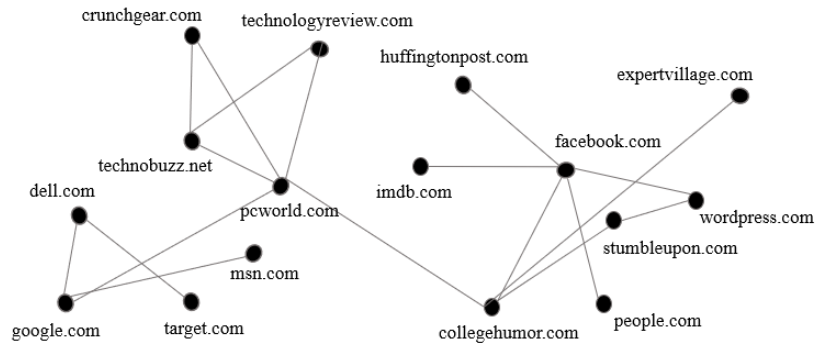 crunchgear.com
technologyreview.com
huffingtonpost.com
expertvillage.com
technobuzz.net
facebook.com
dell.com
imdb.com
pcworld.com
wordpress.com
stumbleupon.com
msn.com
google.com
target.com
collegehumor.com
people.com